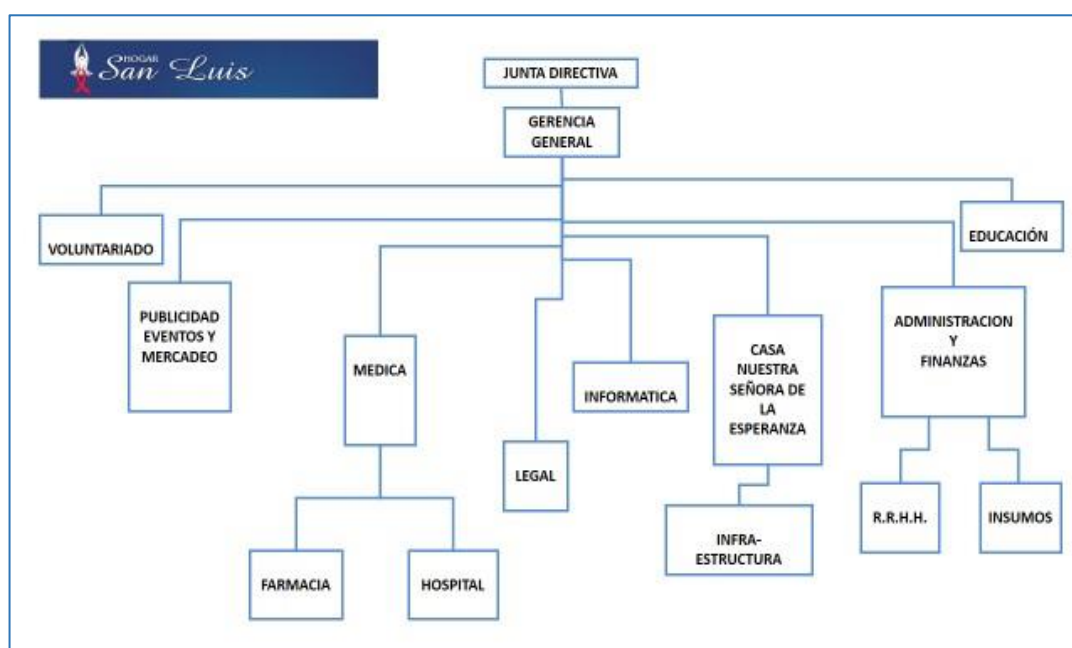 HOGAR
San Luis
JUNTA DIRECTIVA
GERENCIA
GENERAL
VOLUNTARIADO
EDUCACIÓN
PUBLICIDAD
EVENTOS Y
MERCADEO
MEDICA
LEGAL
INFORMATICA
CASA
NUESTRA
SEÑORA DE
LA
ESPERANZA
ADMINISTRACION
Y
FINANZAS
FARMACIA
HOSPITAL
INFRA-
ESTRUCTURA
R.R.H.H.
INSUMOS